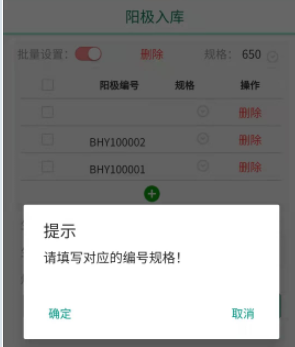 阳极入库
批量设置: 删除 规格: 650
阳极编号 规格 操作
删除
BHY100002 删除
BHY100001 删除
提示
请填写对应的编号规格!
确定 取消